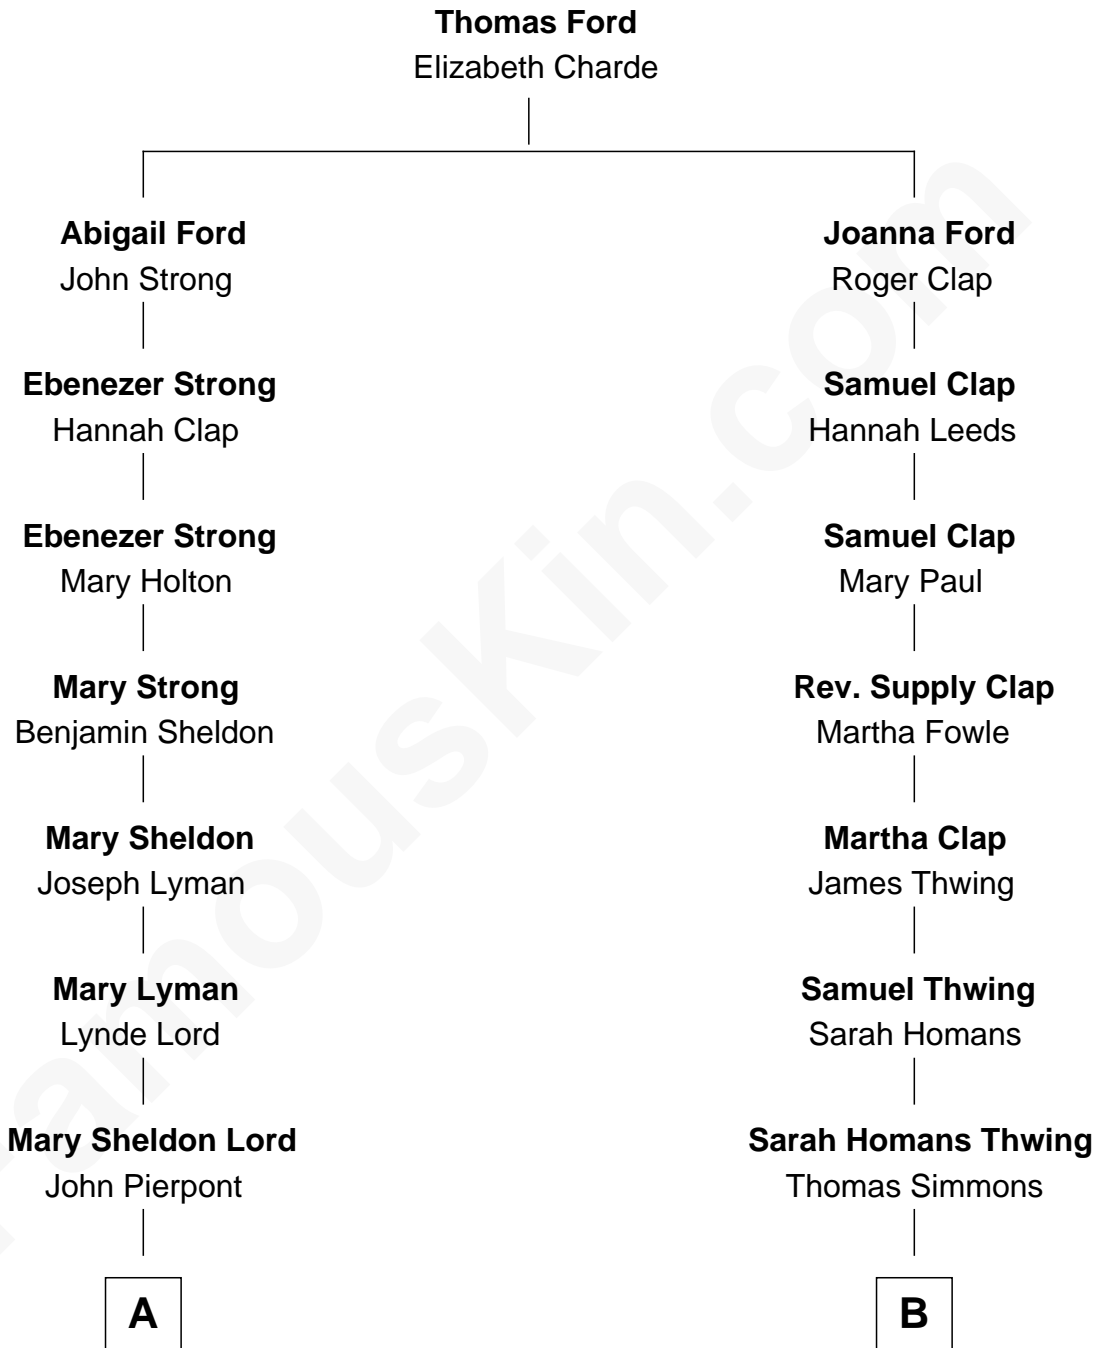 Thomas Ford
Elizabeth Charde
Abigail Ford
John Strong
Joanna Ford
Roger Clap
Ebenezer Strong
Hannah Clap
Samuel Clap
Hannah Leeds
Ebenezer Strong
Mary Holton
Samuel Clap
Mary Paul
Mary Strong
Benjamin Sheldon
Rev. Supply Clap
Martha Fowle
Mary Sheldon
Joseph Lyman
Martha Clap
James Thwing
Mary Lyman
Lynde Lord
Samuel Thwing
Sarah Homans
Mary Sheldon Lord
John Pierpont
Sarah Homans Thwing
Thomas Simmons
A
B
FamousKin.com